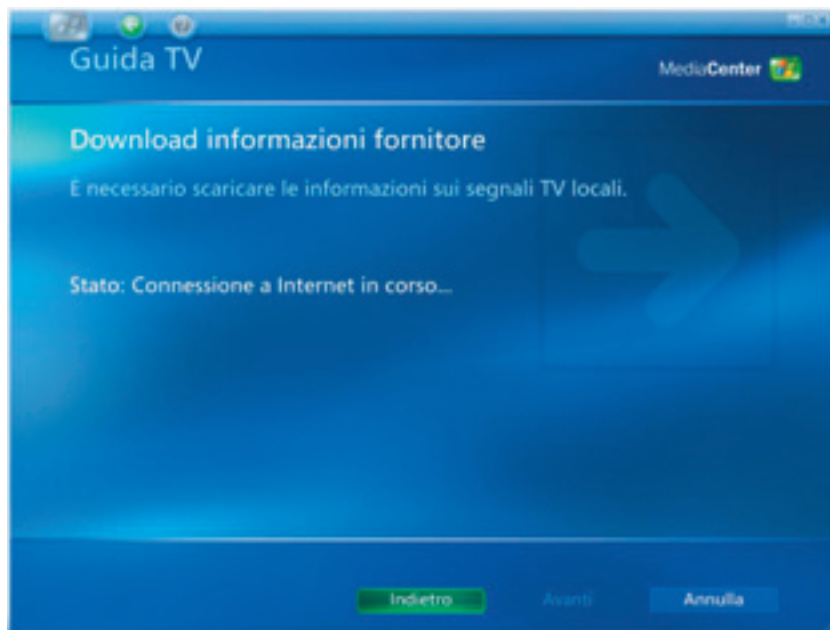 Guida TV
MediaCenter
Download informazioni fornitore
È necessario scaricare le informazioni sui segnali TV locali.
Stato: Connessione a Internet in corso...
Indietro Avanti Annulla